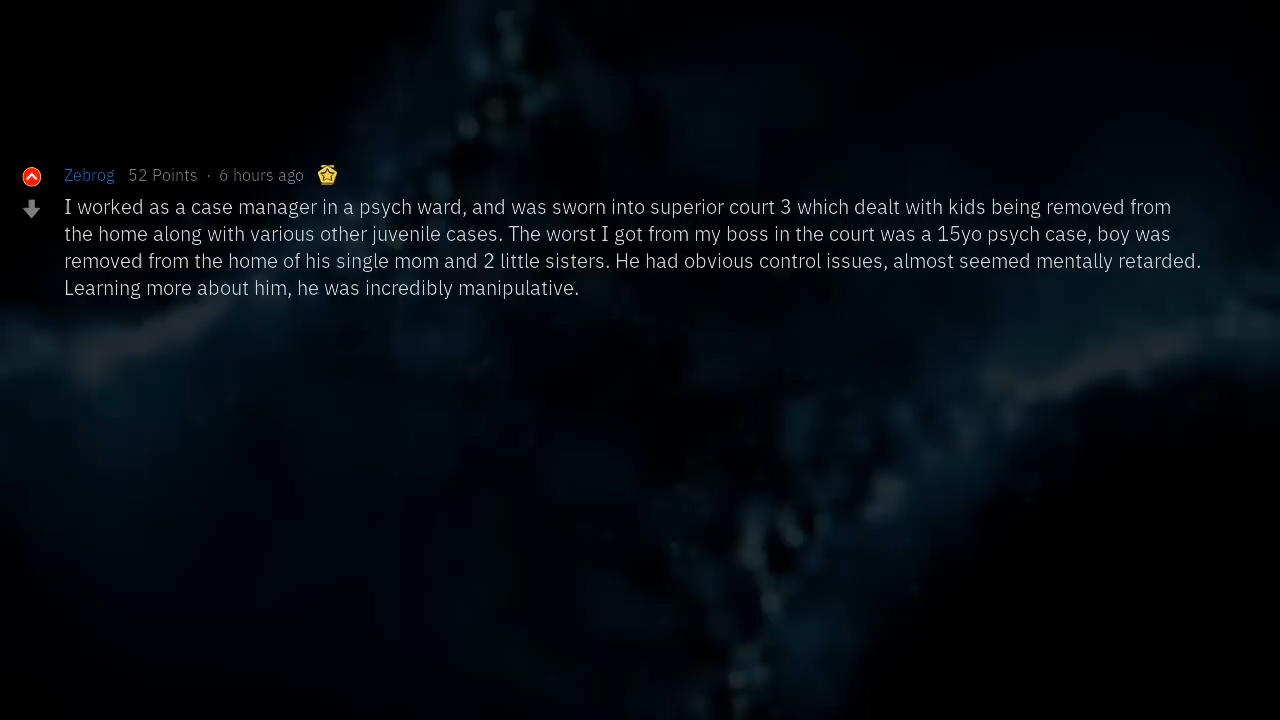 Zebrog 52 Points · 6 hours ago
I worked as a case manager in a psych ward, and was sworn into superior court 3 which dealt with kids being removed from
the home along with various other juvenile cases. The worst I got from my boss in the court was a 15yo psych case, boy was
removed from the home of his single mom and 2 little sisters. He had obvious control issues, almost seemed mentally retarded.
Learning more about him, he was incredibly manipulative.